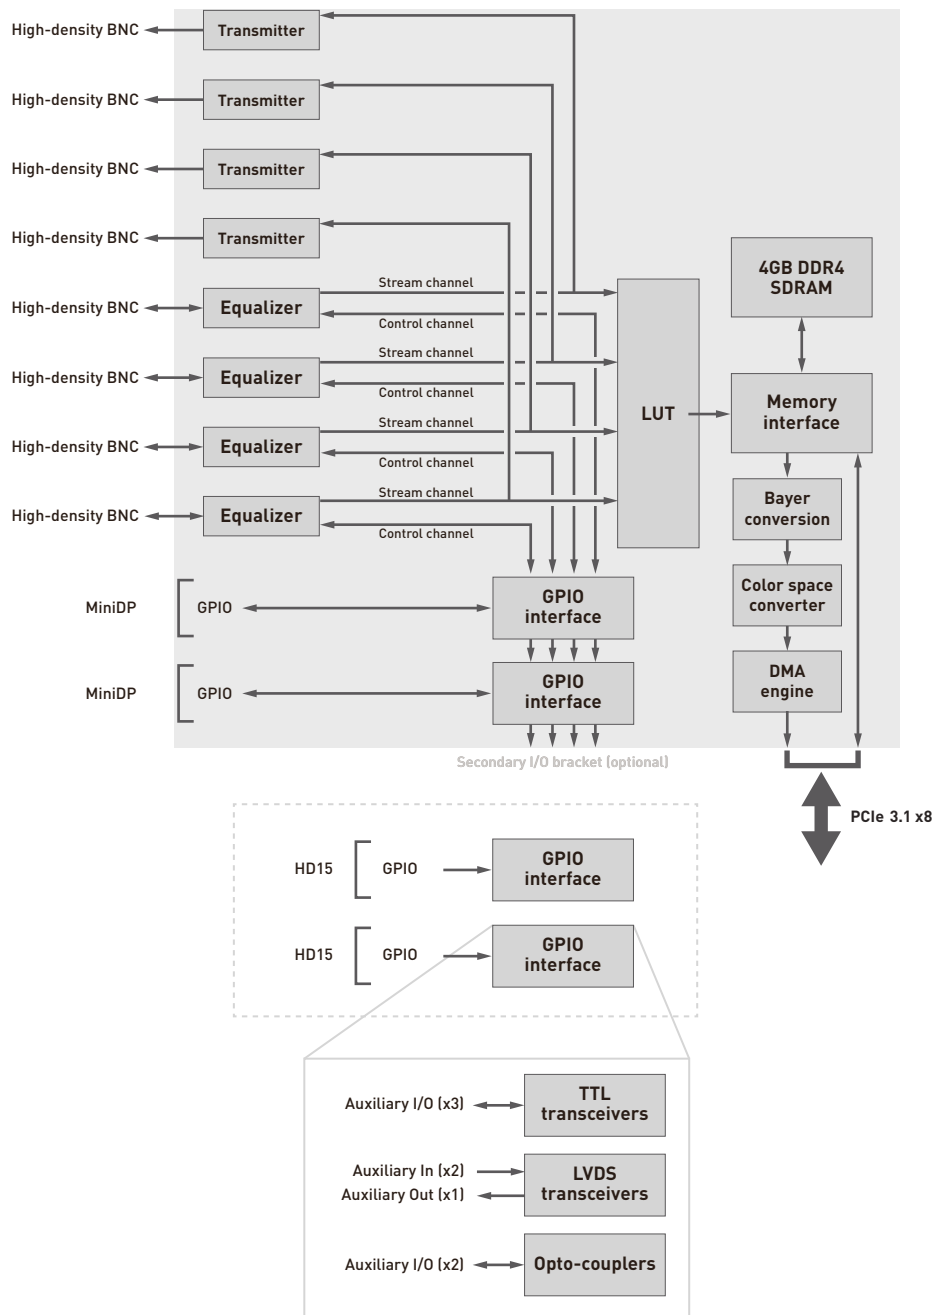 High-density BNC
Transmitter
High-density BNC
Transmitter
High-density BNC
Transmitter
High-density BNC
Transmitter
High-density BNC
Equalizer
Stream channel
Control channel
High-density BNC
Equalizer
Stream channel
Control channel
High-density BNC
Equalizer
Stream channel
Control channel
High-density BNC
Equalizer
Stream channel
Control channel
LUT
4GB DDR4
SDRAM
Memory
interface
Bayer
conversion
Color space
converter
DMA
engine
MiniDP
GPIO
GPIO
interface
MiniDP
GPIO
GPIO
interface
Secondary I/O bracket (optional)
PCIe 3.1 x8
HD15
GPIO
GPIO
interface
HD15
GPIO
GPIO
interface
Auxiliary I/O (x3)
TTL
transceivers
Auxiliary In (x2)
Auxiliary Out (x1)
LVDS
transceivers
Auxiliary I/O (x2)
Opto-couplers